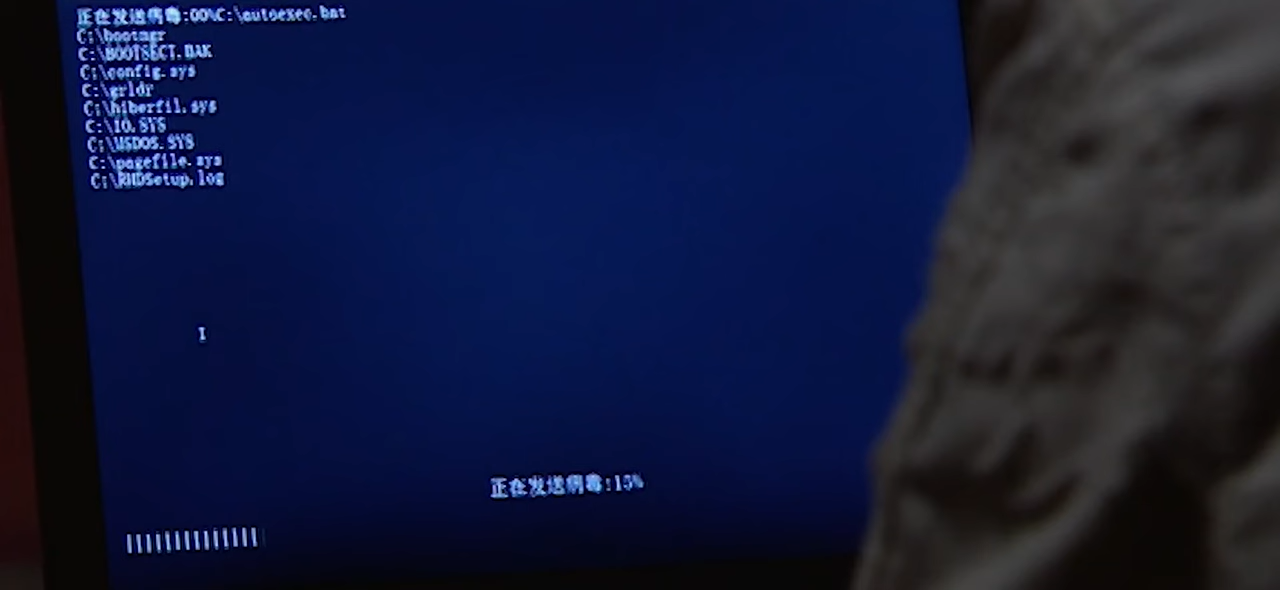 正在发送病毒:00%C:\autoexec.bat
C:\bootmgr
C:\BOOTSECT.BAK
C:\config.sys
C:\grldr
C:\hiberfil.sys
C:\IO.SYS
C:\MSDOS.SYS
C:\pagefile.sys
C:\RHDSetup.log
正在发送病毒:15%